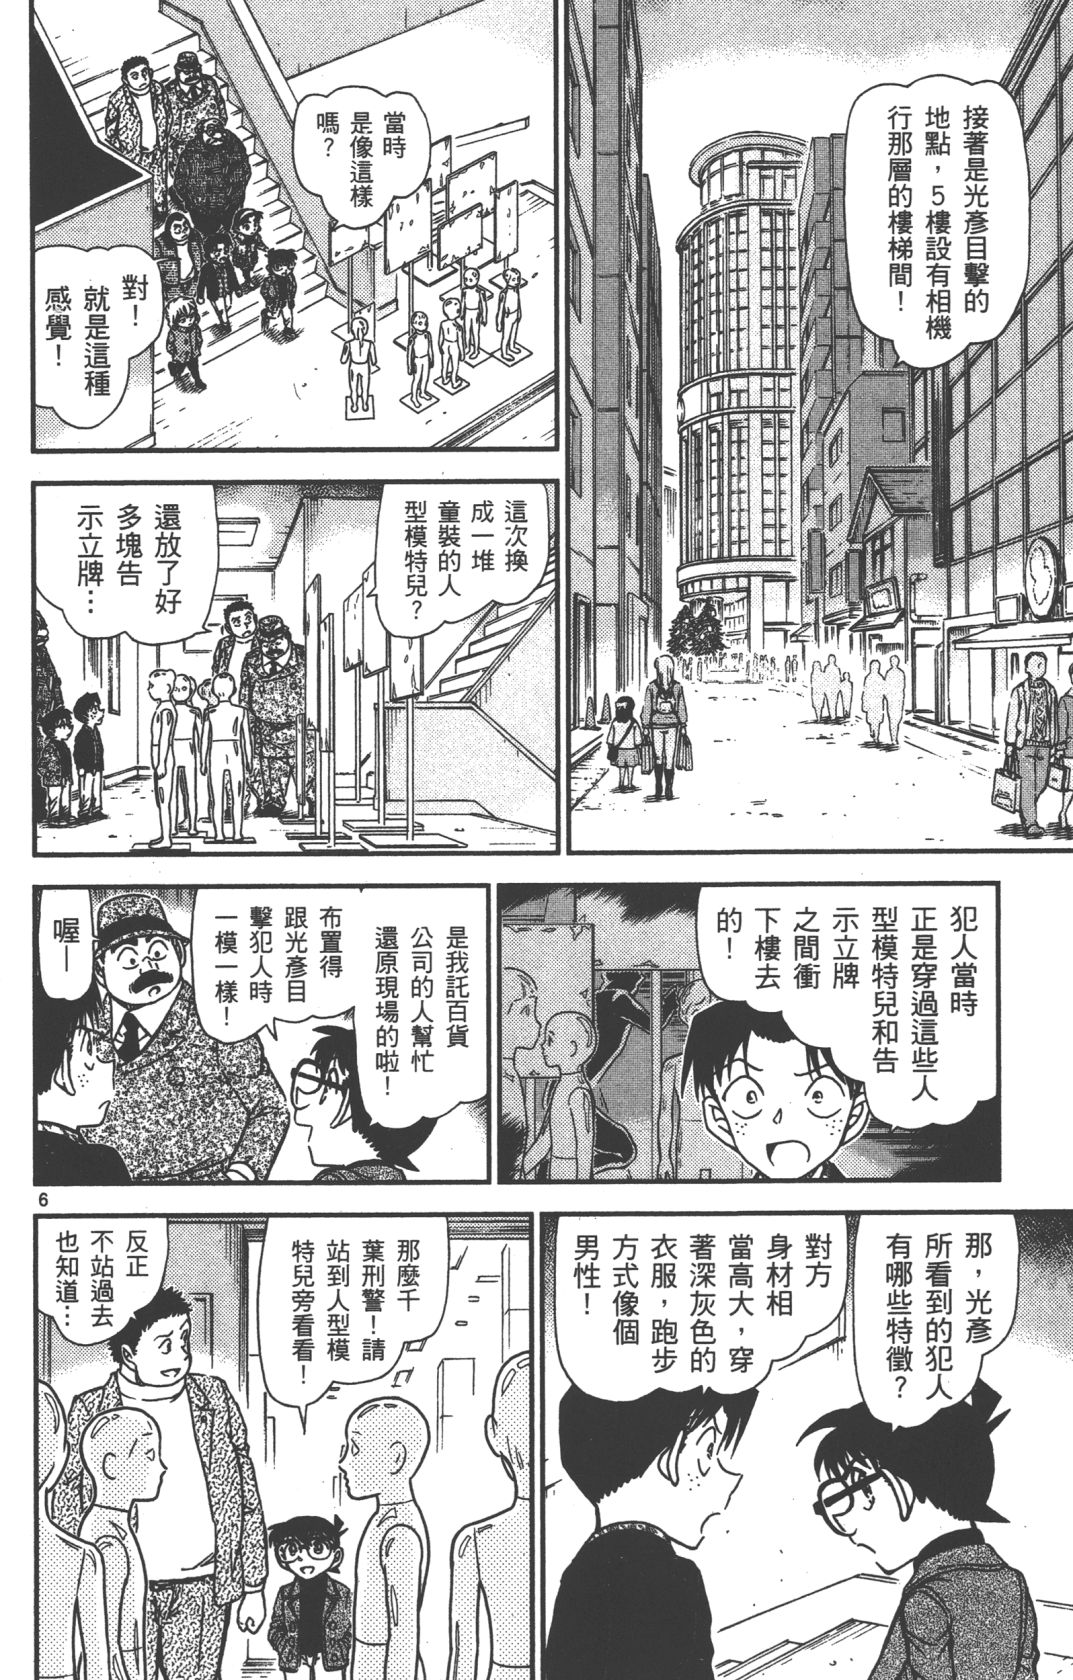 接著是光彥目擊的
地點，5樓設有相機
行那層的樓梯間！
當時
是像這樣
嗎？
對！
就是這種
感覺！
這次換
成一堆
童裝的人
型模特兒？
還放了好
多塊告
示立牌…
犯人當時
正是穿過這些人
型模特兒和告
示立牌
之間衝
下樓去
的！
是我託百貨
公司的人幫忙
還原現場的啦！
布置得
跟光彥目
擊犯人時
一模一樣！
喔—
6
那，光彥
所看到的犯人
有哪些特徵？
對方
身材相
當高大，穿
著深灰色的
衣服，跑步
方式像個
男性！
那麼千
葉刑警！請
站到人型模
特兒旁看看！
反正
不站過去
也知道…